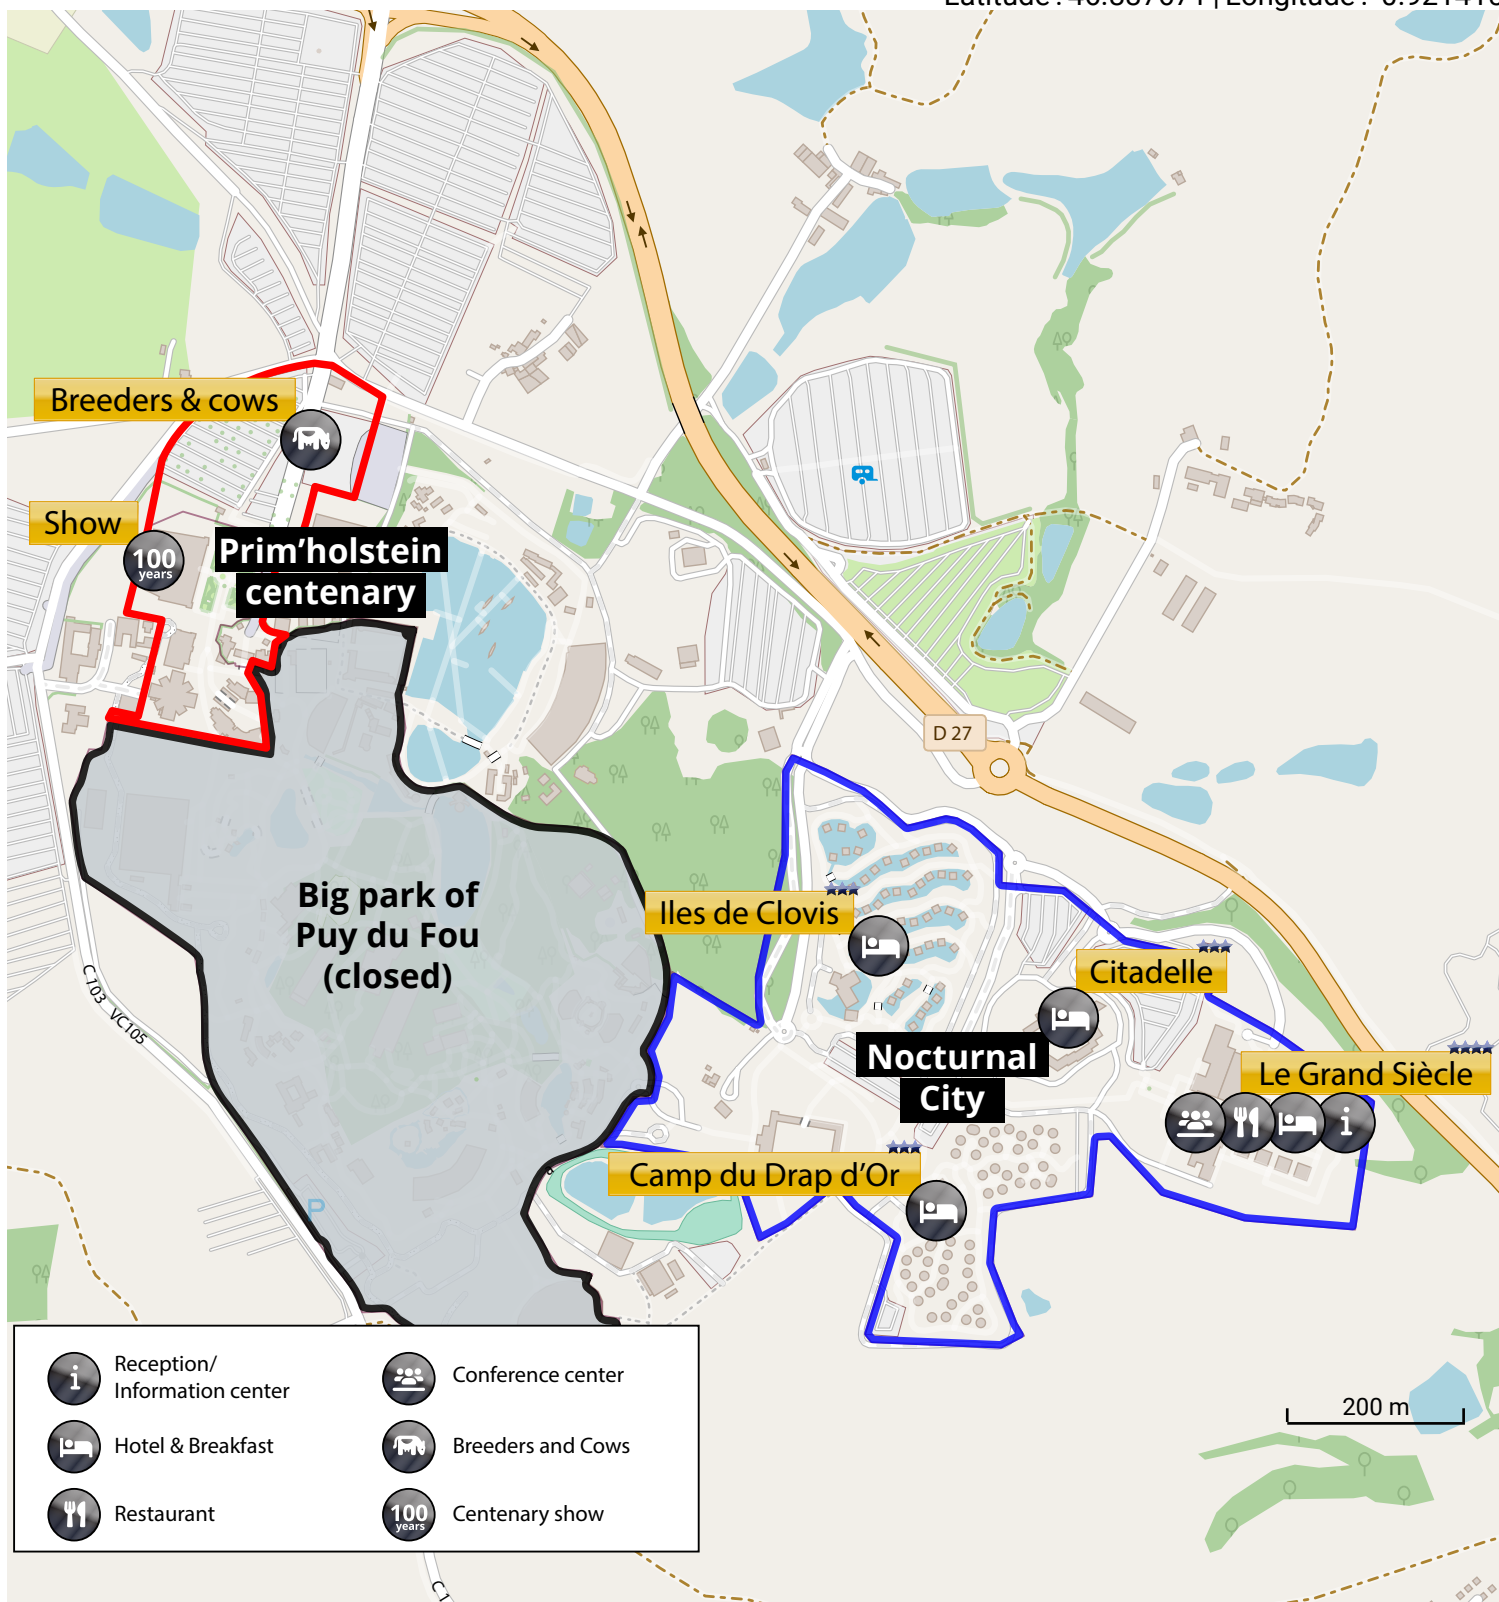 Breeders & cows
Show
100
years
Prim’holstein
centenary
D 27
Big park of
Puy du Fou
(closed)
Iles de Clovis
Citadelle
Nocturnal
City
Le Grand Siècle
Camp du Drap d’Or
C 103
VC105
P
Reception/
Information center
Hotel & Breakfast
Restaurant
Conference center
Breeders and Cows
100
years
Centenary show
200 m